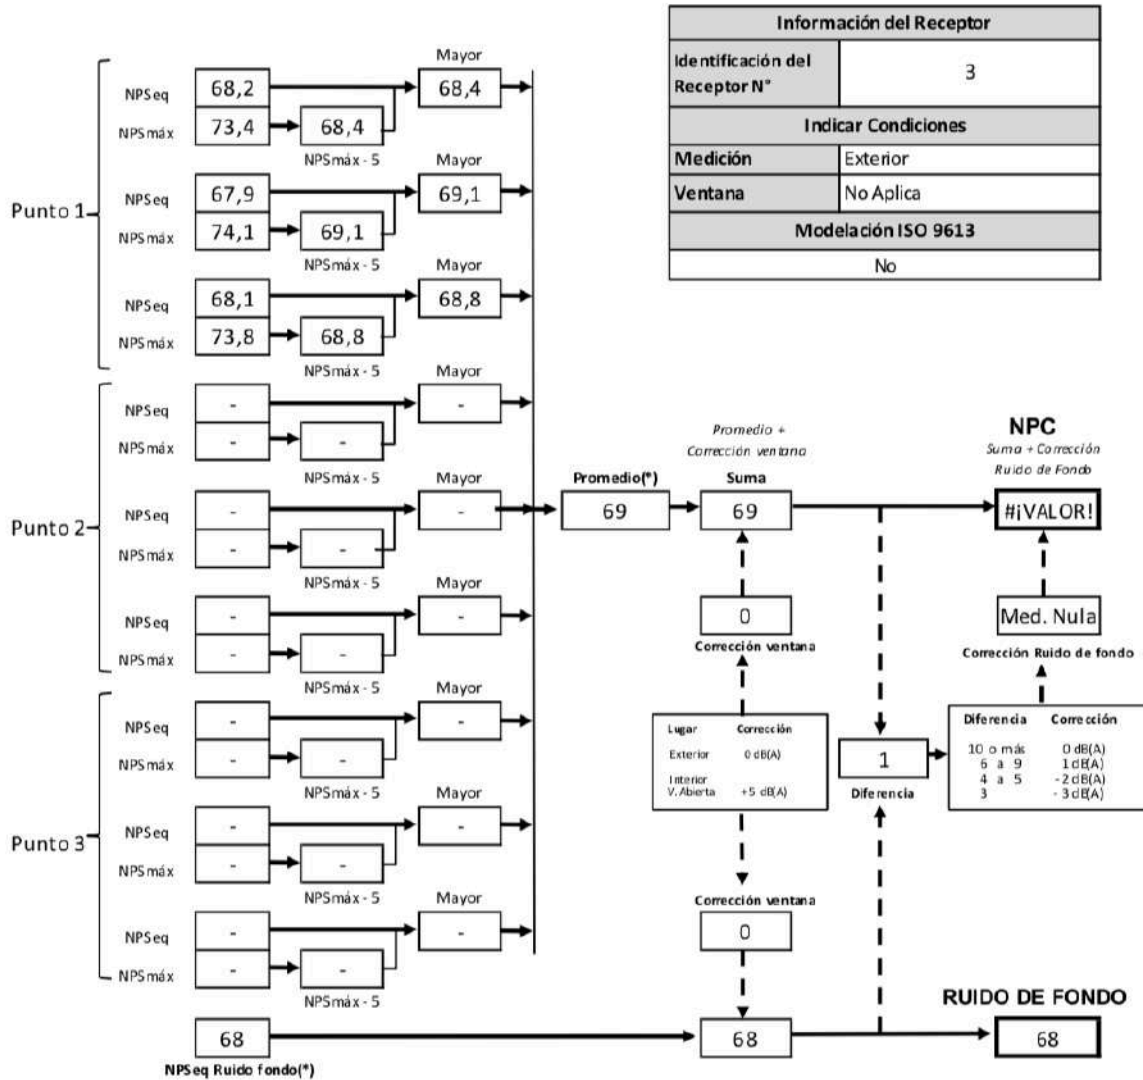 Información del Receptor
Identificación del
Receptor N°
3
Indicar Condiciones
Medición Exterior
Ventana No Aplica
Modelación ISO 9613
No
Punto 1
Mayor
NPSeq 68,2 68,4
NPSmáx 73,4 68,4
NPSmáx - 5
Mayor
NPSeq 67,9 69,1
NPSmáx 74,1 69,1
NPSmáx - 5
Mayor
NPSeq 68,1 68,8
NPSmáx 73,8 68,8
NPSmáx - 5
Punto 2
Mayor
NPSeq - -
NPSmáx - -
NPSmáx - 5
Mayor
NPSeq - -
NPSmáx - -
NPSmáx - 5
Mayor
NPSeq - -
NPSmáx - -
NPSmáx - 5
Punto 3
Mayor
NPSeq - -
NPSmáx - -
NPSmáx - 5
Mayor
NPSeq - -
NPSmáx - -
NPSmáx - 5
Mayor
NPSeq - -
NPSmáx - -
NPSmáx - 5
68
NPSeq Ruido fondo(*)
Promedio(*)
69
Promedio +
Corrección ventana
Suma
69
0
Corrección ventana
Lugar Corrección
Exterior 0 dB(A)
Interior
V. Abierta +5 dB(A)
Corrección ventana
0
68
NPC
Suma + Corrección
Ruido de Fondo
#¡VALOR!
Med. Nula
Corrección Ruido de fondo
1
Diferencia
Diferencia Corrección
10 o más 0 dB(A)
6 a 9 1 dB(A)
4 a 5 -2 dB(A)
3 -3 dB(A)
RUIDO DE FONDO
68